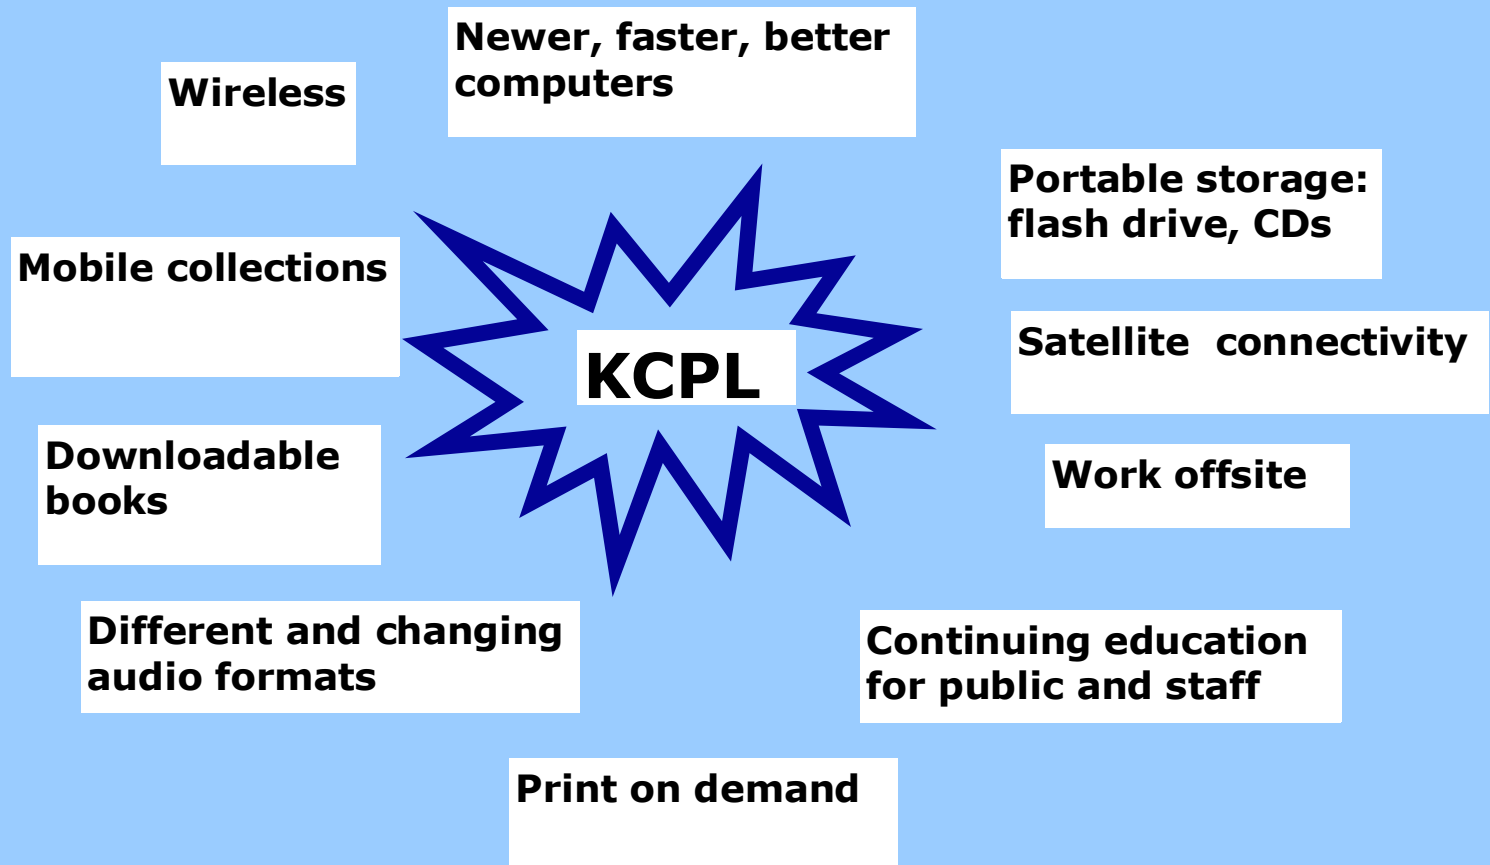 Newer, faster, better
computers
Wireless
Portable storage:
flash drive, CDs
Mobile collections
Satellite  connectivity
KCPL
Downloadable
books
Work offsite
Different and changing
audio formats
Continuing education
for public and staff
Print on demand